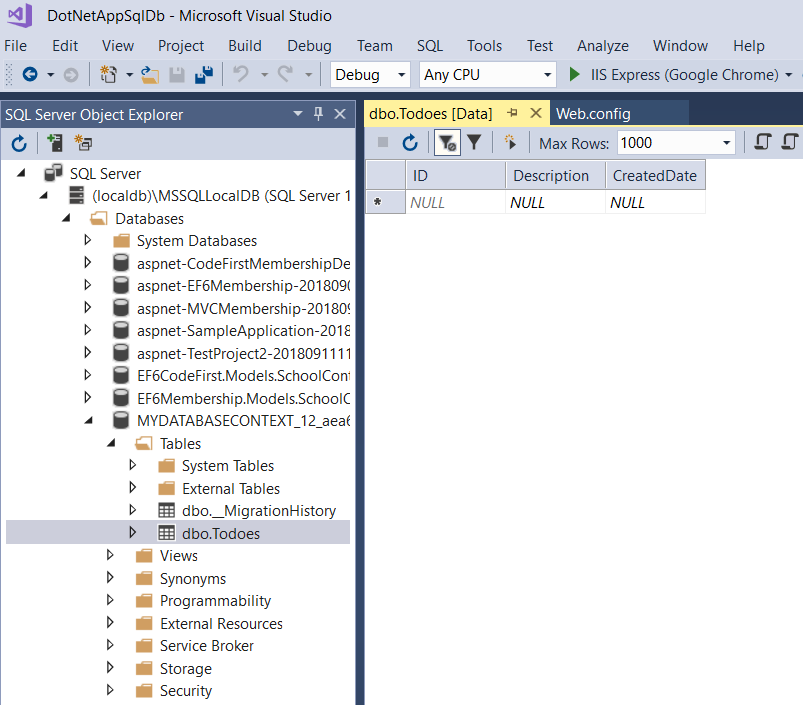 DotNetAppSqlDb - Microsoft Visual Studio
File Edit View Project Build Debug Team SQL Tools Test Analyze Window Help
Debug Any CPU IIS Express (Google Chrome)
SQL Server Object Explorer
dbo.Todoes [Data] Web.config
Max Rows: 1000
SQL Server
(localdb)\MSSQLLocalDB (SQL Server 1
Databases
System Databases
aspnet-CodeFirstMembershipDe
aspnet-EF6Membership-2018090
aspnet-MVCMembership-201809
aspnet-SampleApplication-2018
aspnet-TestProject2-2018091111
EF6CodeFirst.Models.SchoolCont
EF6Membership.Models.SchoolC
MYDATABASECONTEXT_12_aea6
Tables
System Tables
External Tables
dbo.__MigrationHistory
dbo.Todoes
Views
Synonyms
Programmability
External Resources
Service Broker
Storage
Security
ID Description CreatedDate
* NULL NULL NULL